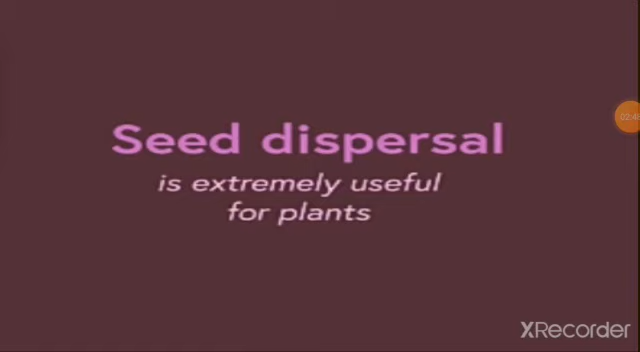 Seed dispersal
is extremely useful
for plants
XRecorder